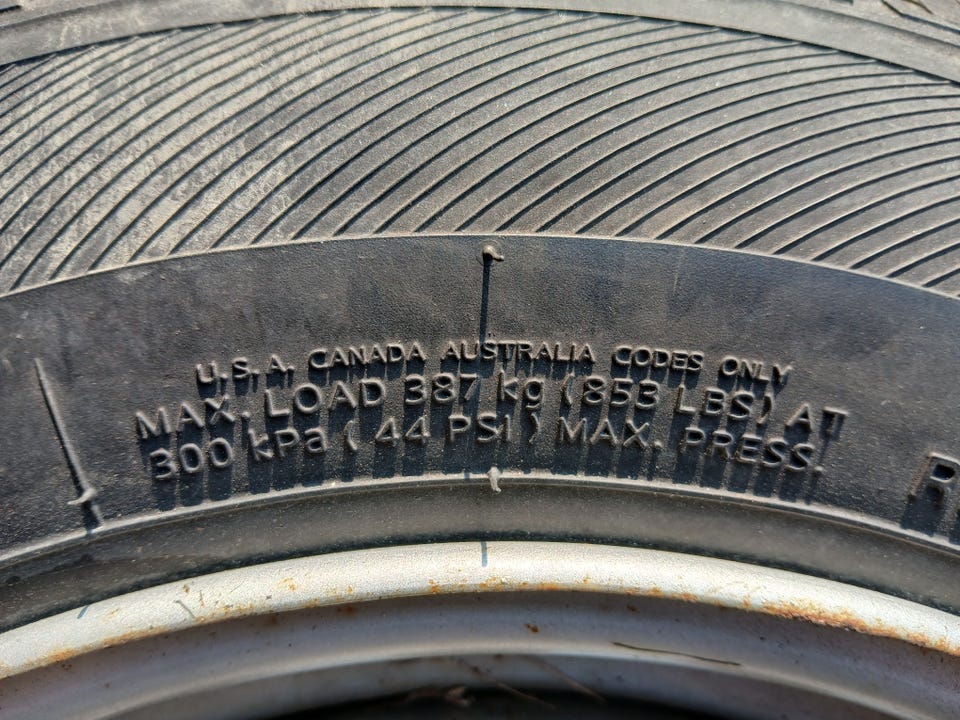 U.S.A. CANADA AUSTRALIA CODES ONLY
MAX. LOAD 387 kg (853 LBS) AT
300 kPa ( 44 PSI ) MAX. PRESS.
R